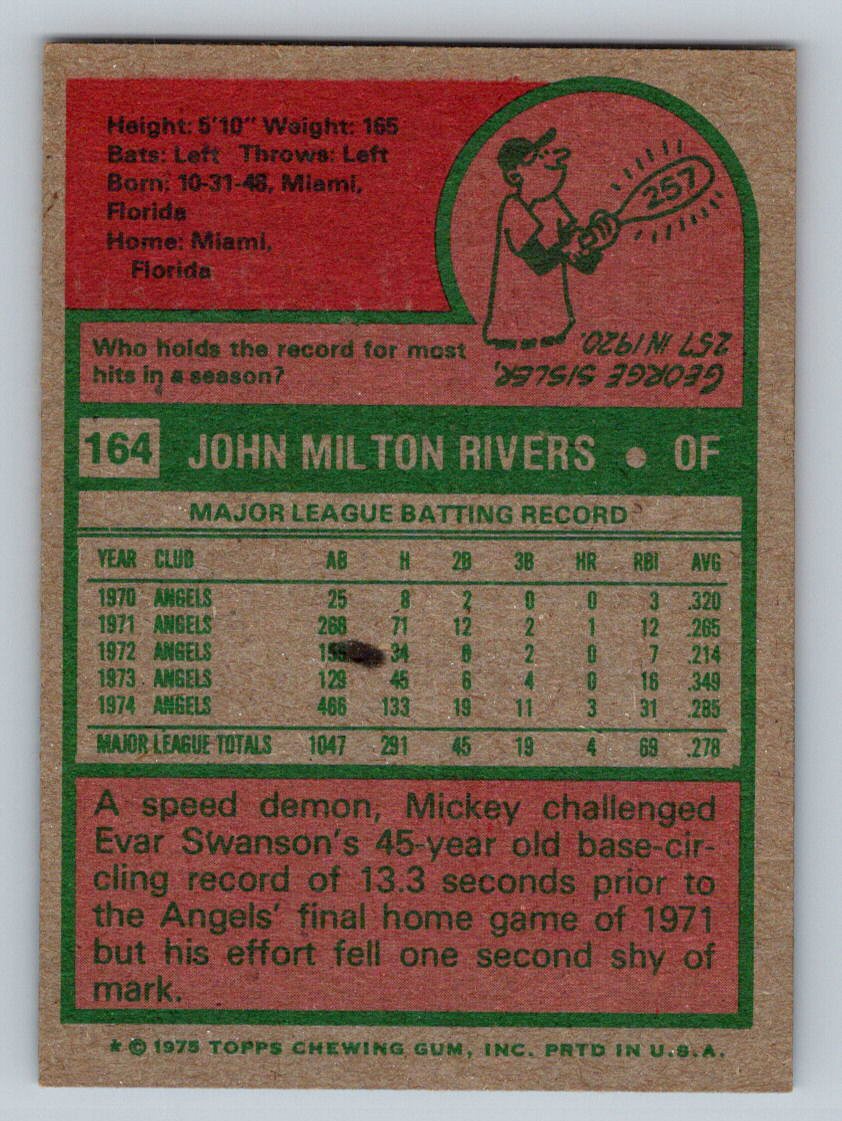 Height: 5'10" Weight: 165
Bats: Left Throws: Left
Born: 10-31-48, Miami,
Florida
Home: Miami,
Florida
257
Who holds the record for most
hits in a season?
GEORGE SISLER,
257 IN 1920.
164 JOHN MILTON RIVERS • OF
MAJOR LEAGUE BATTING RECORD
YEAR CLUB AB H 2B 3B HR RBI AVG
1970 ANGELS 25 8 2 0 0 3 .320
1971 ANGELS 268 71 12 2 1 12 .265
1972 ANGELS 34 6 2 0 7 .214
1973 ANGELS 129 45 6 4 0 16 .349
1974 ANGELS 466 133 19 11 3 31 .285
MAJOR LEAGUE TOTALS 1047 291 45 19 4 69 .278
A speed demon, Mickey challenged
Evar Swanson's 45-year old base-cir-
cling record of 13.3 seconds prior to
the Angels' final home game of 1971
but his effort fell one second shy of
mark.
* © 1975 TOPPS CHEWING GUM, INC. PRTD IN U.S.A.